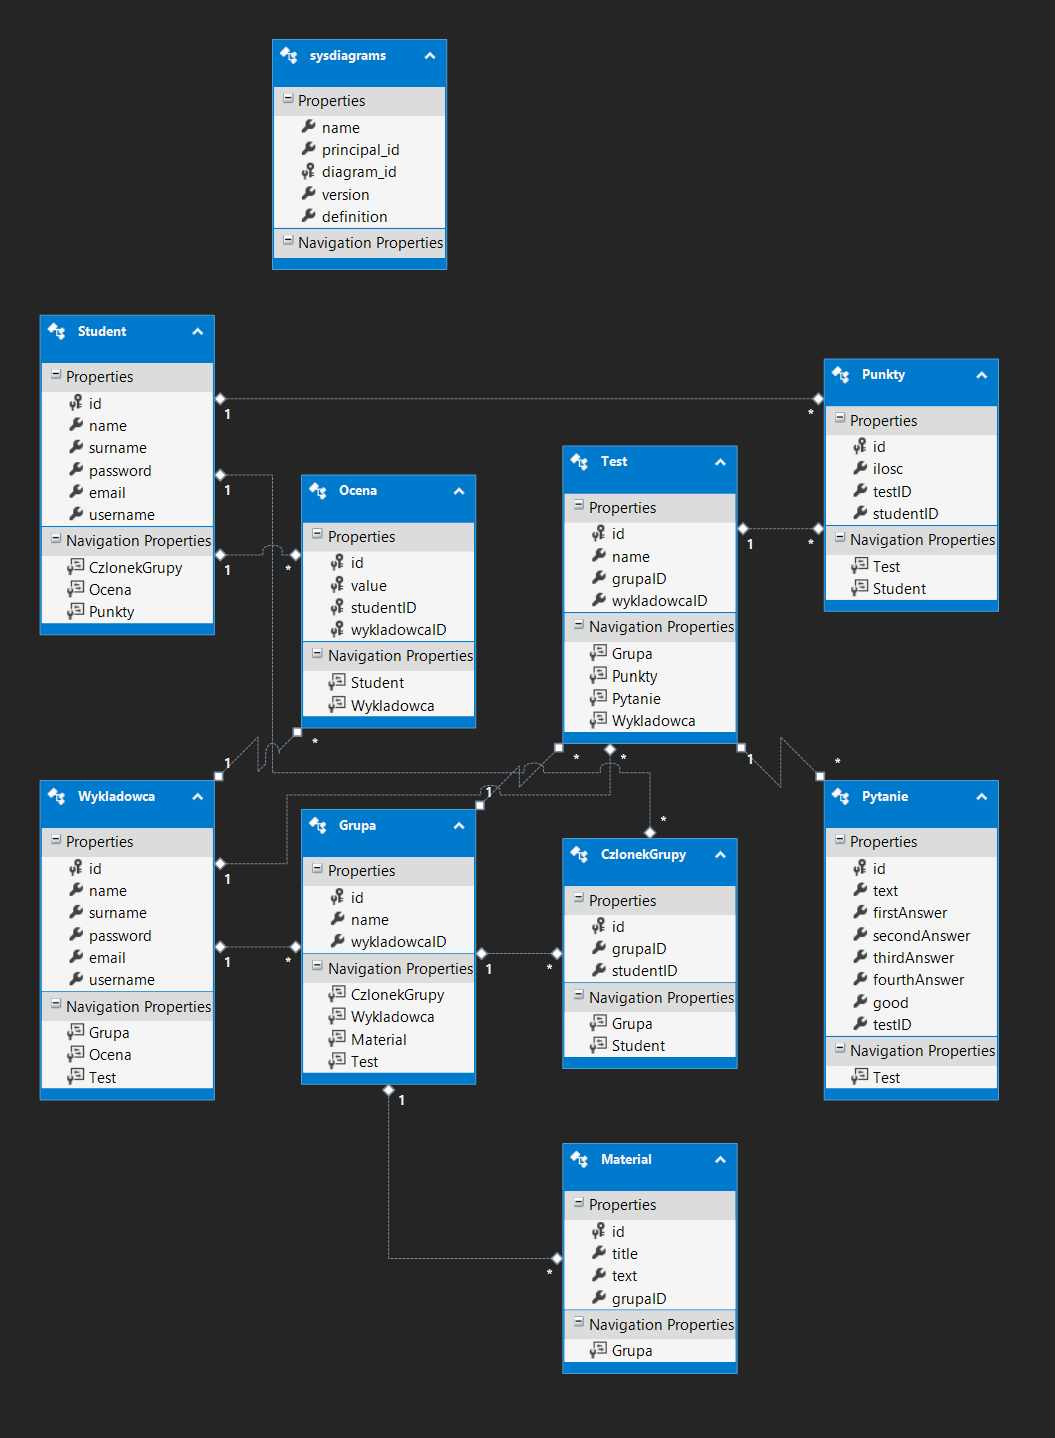 sysdiagrams
Properties
name
principal_id
diagram_id
version
definition
Navigation Properties
Student
Properties
id
name
surname
password
email
username
Navigation Properties
CzlonekGrupy
Ocena
Punkty
1
*
1
1
*
Ocena
Properties
id
value
studentID
wykladowcaID
Navigation Properties
Student
Wykladowca
*
Test
Properties
id
name
grupaID
wykladowcaID
Navigation Properties
Grupa
Punkty
Pytanie
Wykladowca
1
*
*
*
1
*
Punkty
Properties
id
ilosc
testID
studentID
Navigation Properties
Test
Student
1
Wykladowca
Properties
id
name
surname
password
email
username
Navigation Properties
Grupa
Ocena
Test
1
1
*
1
Grupa
Properties
id
name
wykladowcaID
Navigation Properties
CzlonekGrupy
Wykladowca
Material
Test
1
*
1
*
CzlonekGrupy
Properties
id
grupaID
studentID
Navigation Properties
Grupa
Student
Pytanie
Properties
id
text
firstAnswer
secondAnswer
thirdAnswer
fourthAnswer
good
testID
Navigation Properties
Test
*
Material
Properties
id
title
text
grupaID
Navigation Properties
Grupa